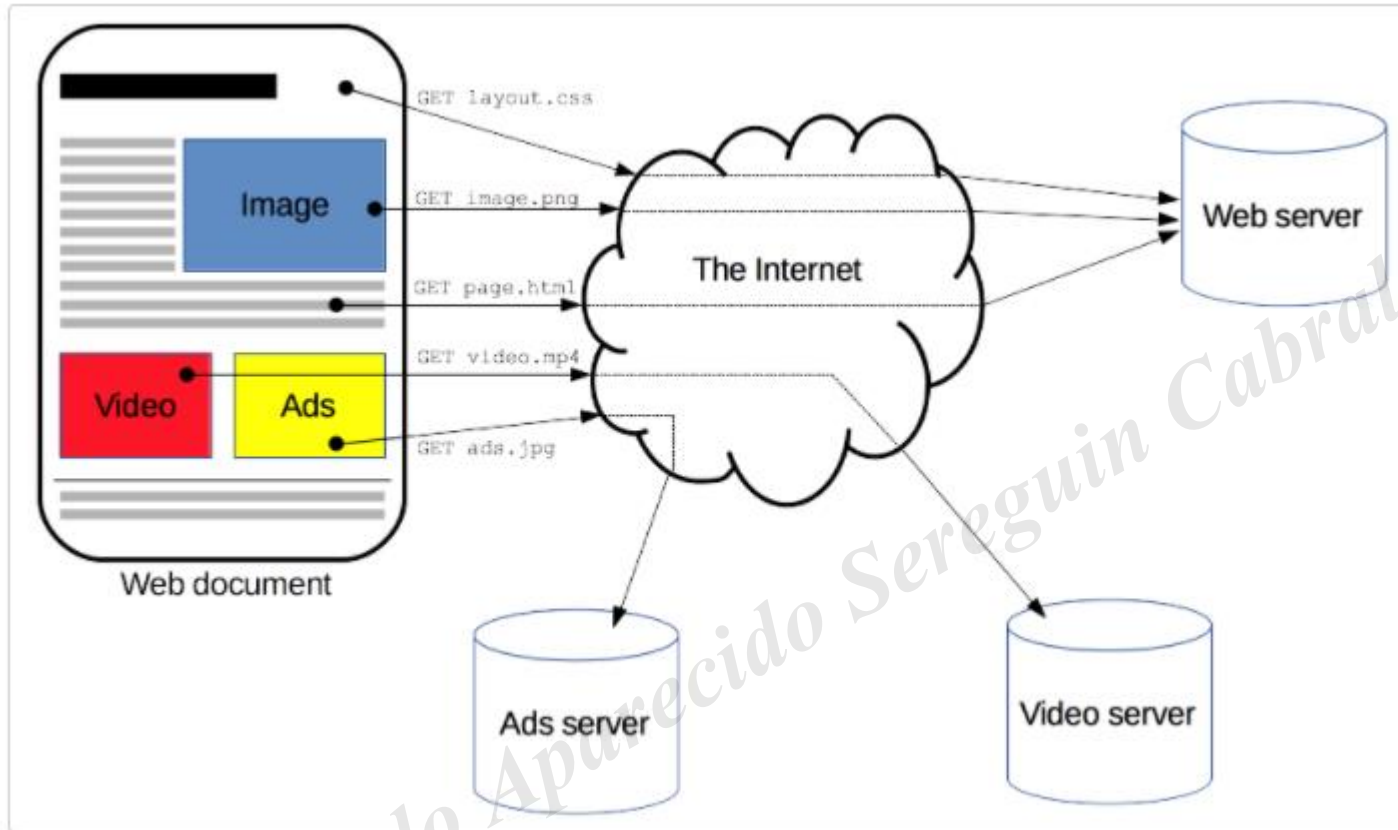 GET layout.css
Image
GET image.png
Web server
The Internet
GET page.html
GET video.mp4
Video
Ads
GET ads.jpg
Web document
Ads server
Video server
do Aparecido Sereguin Cabral